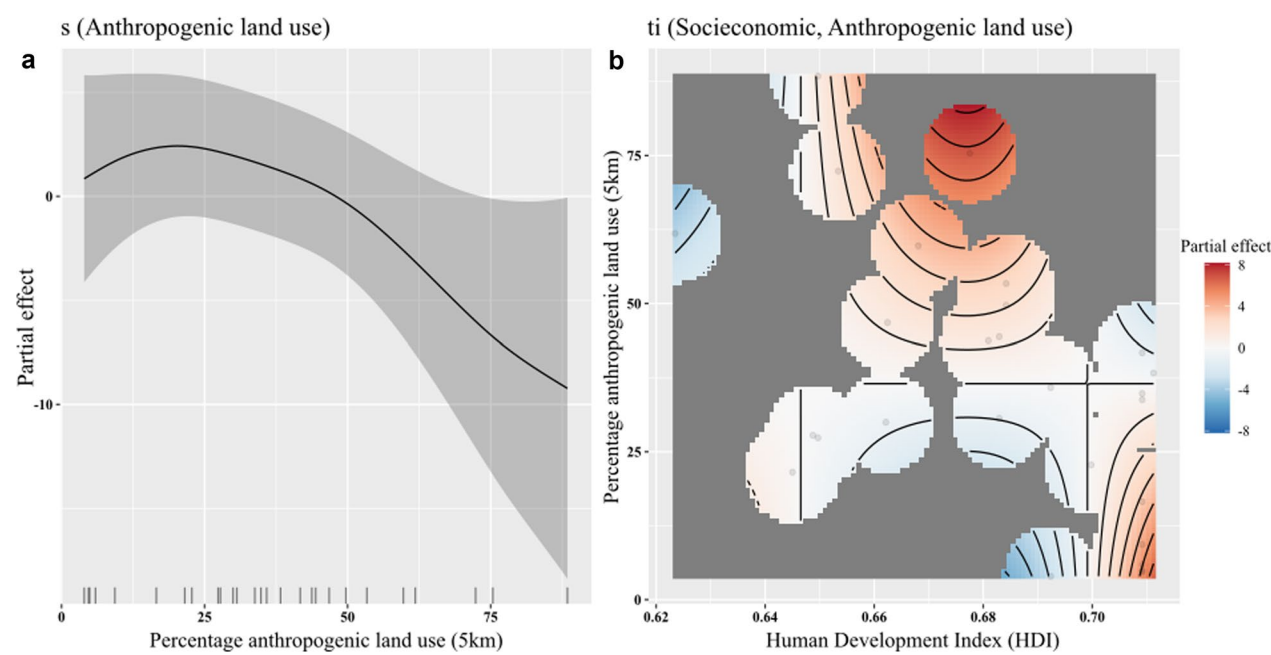 s (Anthropogenic land use)
a
Partial effect
0
-10
0
25
50
75
Percentage anthropogenic land use (5km)
ti (Socieconomic, Anthropogenic land use)
b
Percentage anthropogenic land use (5km)
75
50
25
0
0.62
0.64
0.66
0.68
0.70
Human Development Index (HDI)
Partial effect
8
4
0
-4
-8